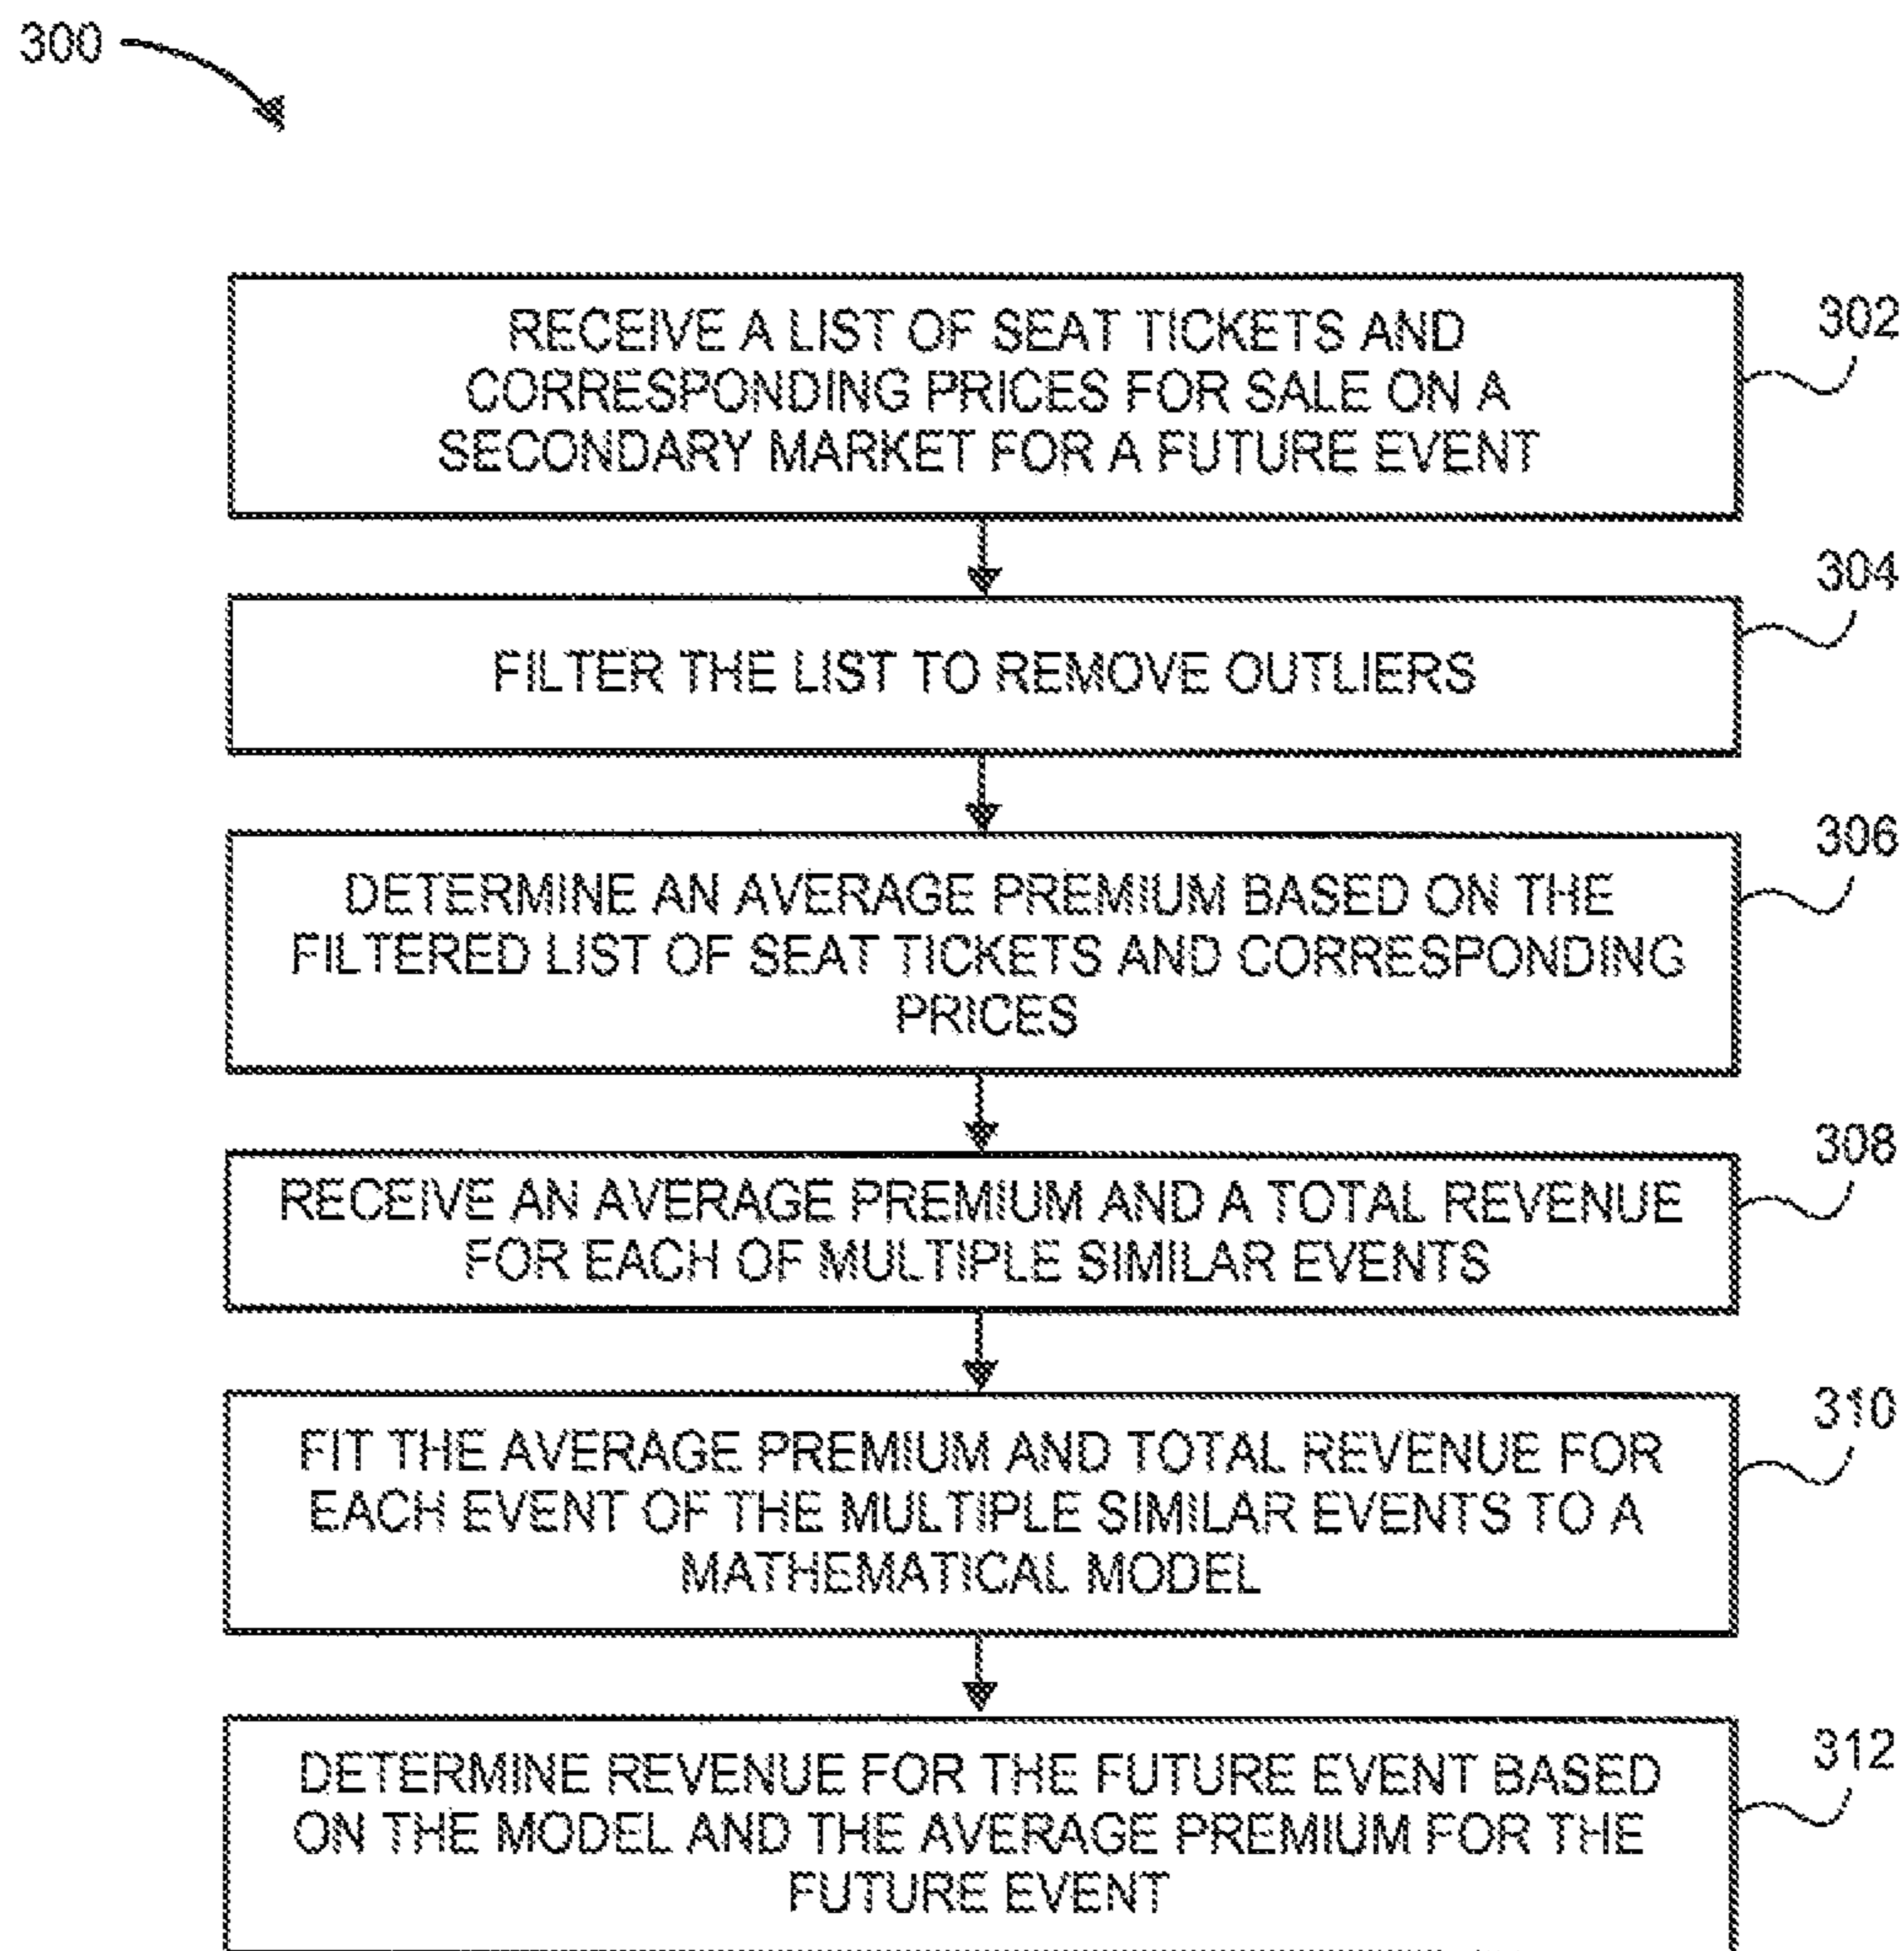 300
RECEIVE A LIST OF SEAT TICKETS AND
CORRESPONDING PRICES FOR SALE ON A
SECONDARY MARKET FOR A FUTURE EVENT
302
FILTER THE LIST TO REMOVE OUTLIERS
304
DETERMINE AN AVERAGE PREMIUM BASED ON THE
FILTERED LIST OF SEAT TICKETS AND CORRESPONDING
PRICES
306
RECEIVE AN AVERAGE PREMIUM AND A TOTAL REVENUE
FOR EACH OF MULTIPLE SIMILAR EVENTS
308
FIT THE AVERAGE PREMIUM AND TOTAL REVENUE FOR
EACH EVENT OF THE MULTIPLE SIMILAR EVENTS TO A
MATHEMATICAL MODEL
310
DETERMINE REVENUE FOR THE FUTURE EVENT BASED
ON THE MODEL AND THE AVERAGE PREMIUM FOR THE
FUTURE EVENT
312